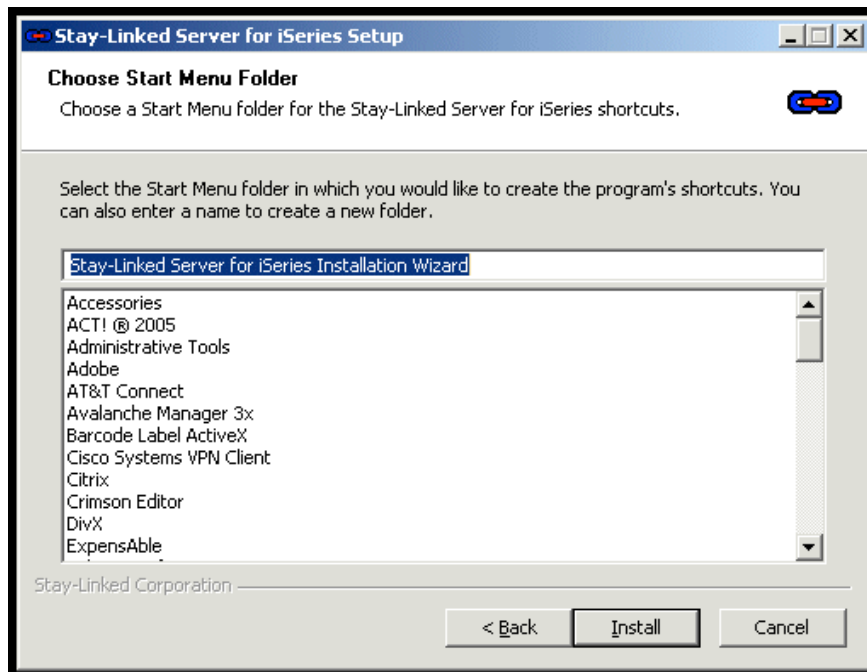 Stay-Linked Server for iSeries Setup
Choose Start Menu Folder
Choose a Start Menu folder for the Stay-Linked Server for iSeries shortcuts.
Select the Start Menu folder in which you would like to create the program's shortcuts. You
can also enter a name to create a new folder.
Stay-Linked Server for iSeries Installation Wizard
Accessories
ACT! ® 2005
Administrative Tools
Adobe
AT&T Connect
Avalanche Manager 3x
Barcode Label ActiveX
Cisco Systems VPN Client
Citrix
Crimson Editor
DivX
ExpensAble
Stay-Linked Corporation
< Back Install Cancel